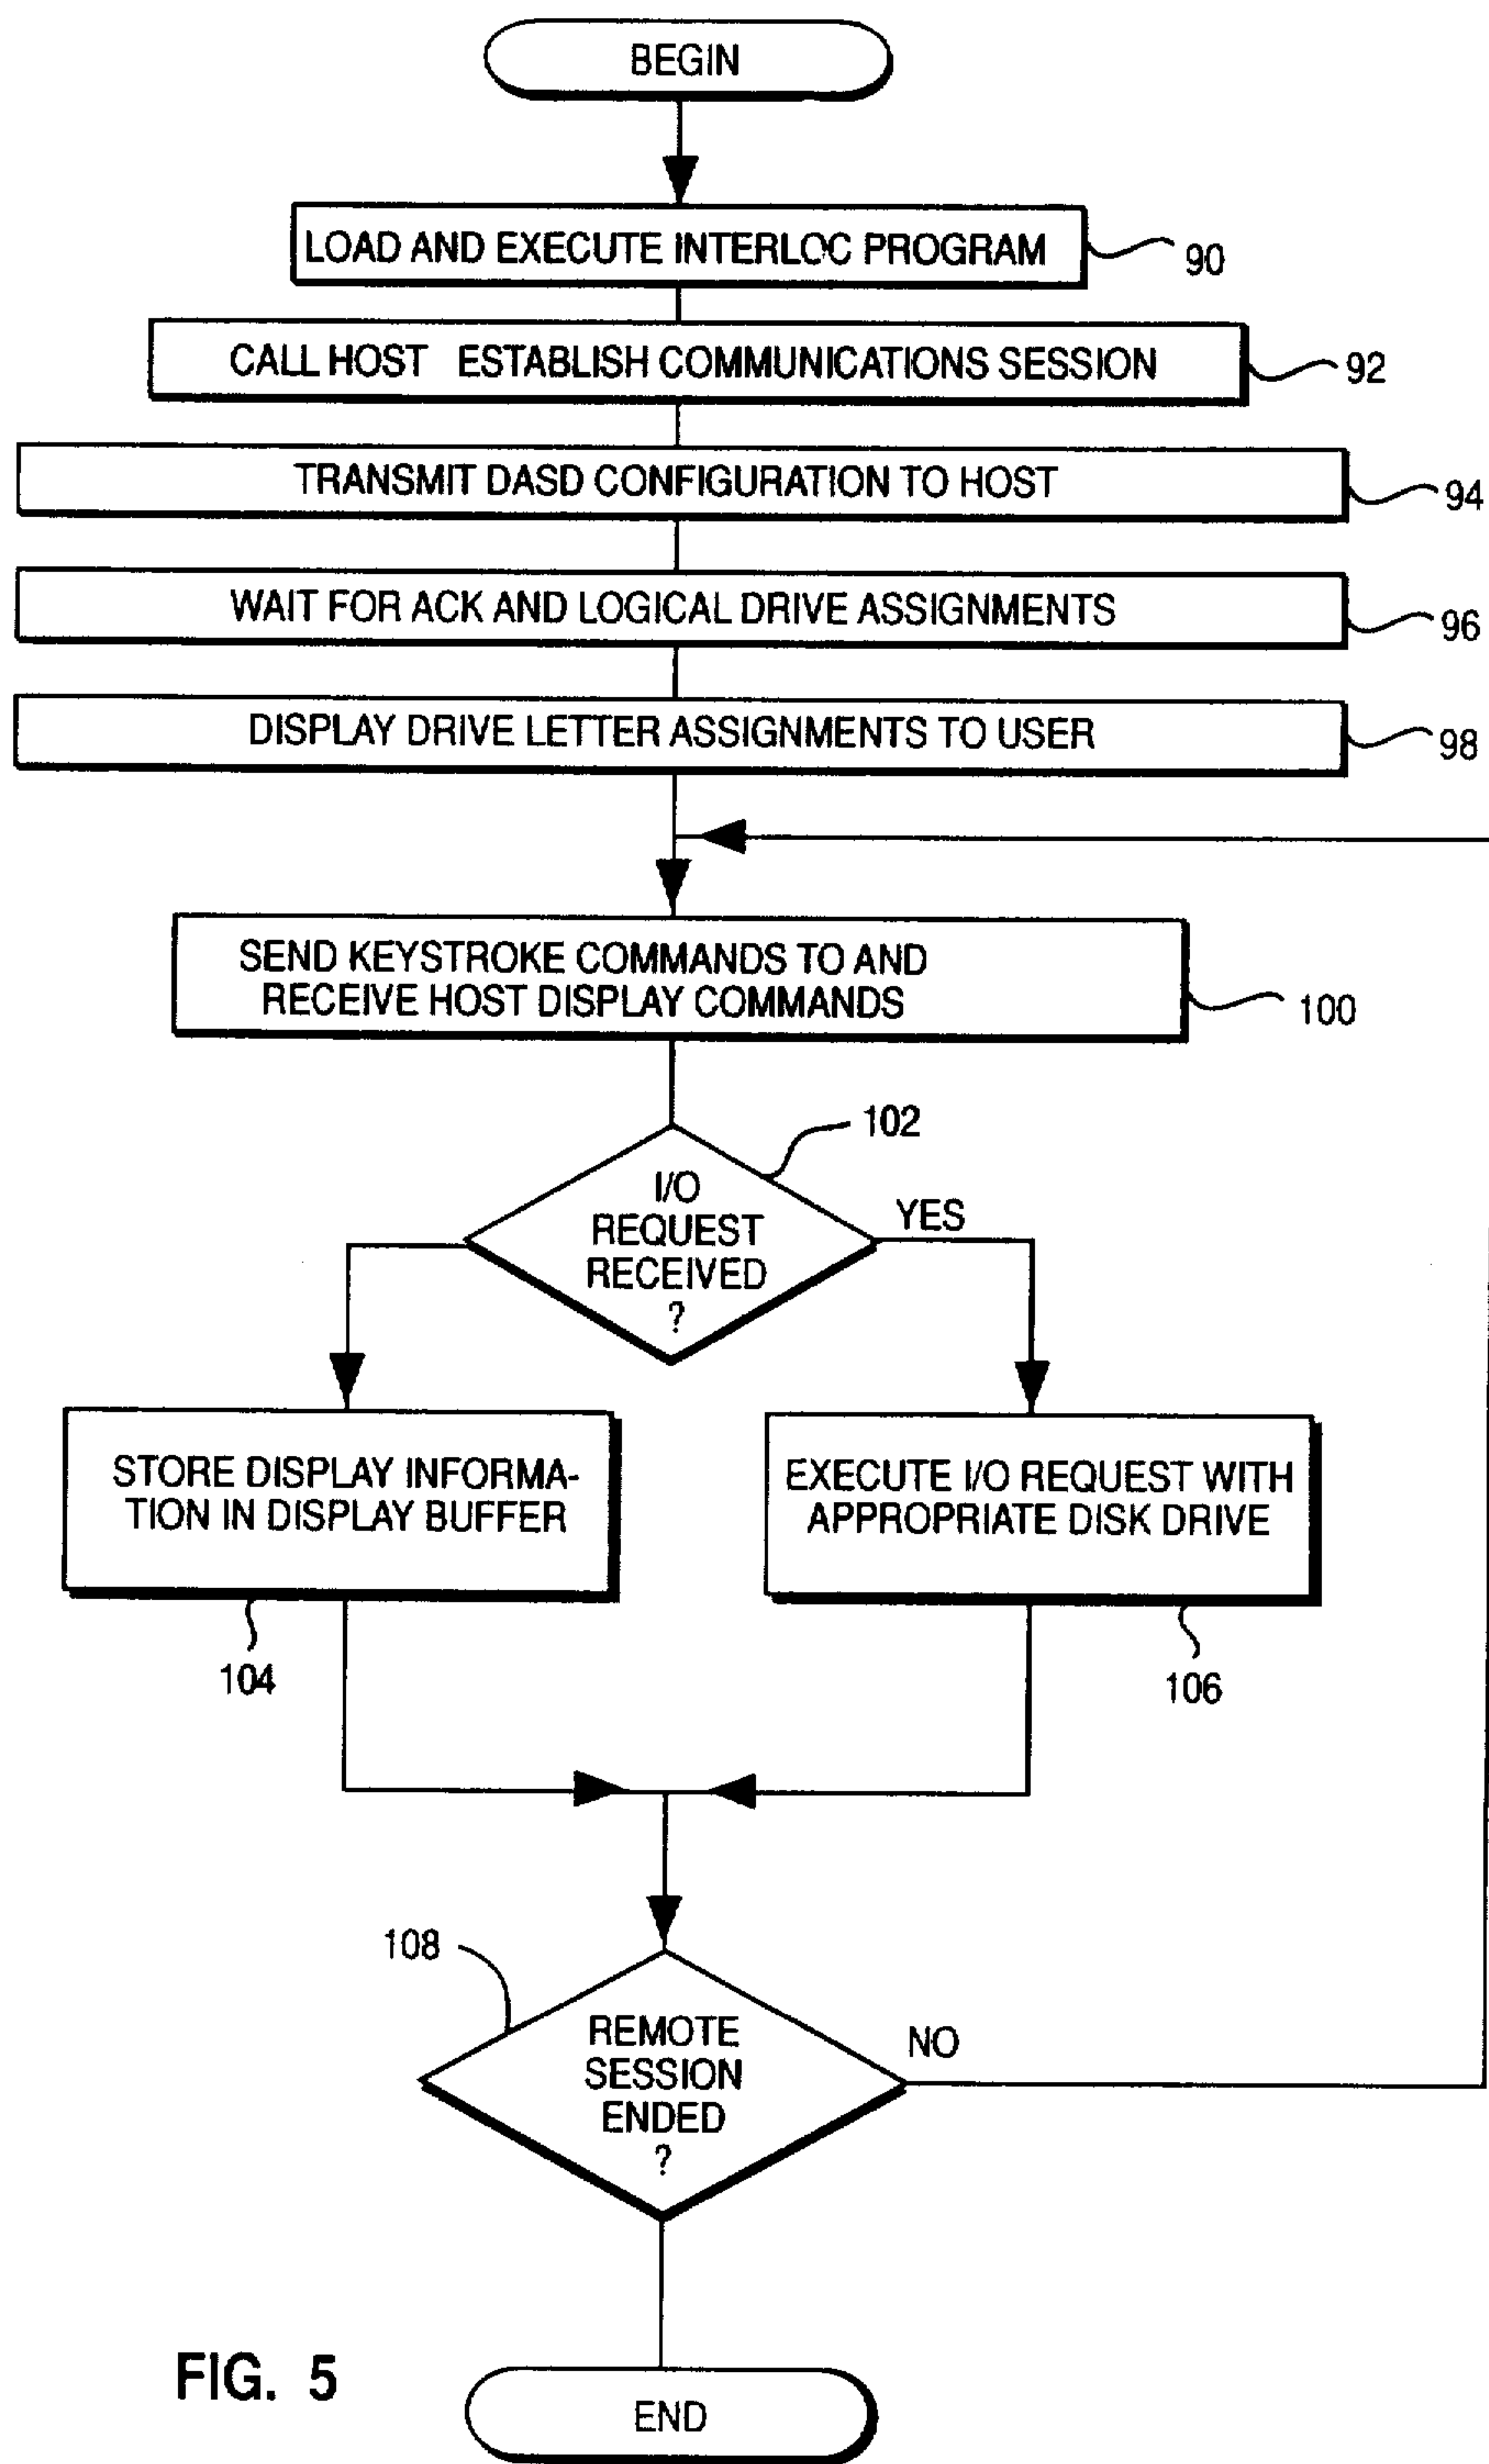 BEGIN
LOAD AND EXECUTE INTERLOC PROGRAM
90
CALL HOST ESTABLISH COMMUNICATIONS SESSION
92
TRANSMIT DASD CONFIGURATION TO HOST
94
WAIT FOR ACK AND LOGICAL DRIVE ASSIGNMENTS
96
DISPLAY DRIVE LETTER ASSIGNMENTS TO USER
98
SEND KEYSTROKE COMMANDS TO AND
RECEIVE HOST DISPLAY COMMANDS
100
102
I/O
REQUEST
RECEIVED
?
YES
STORE DISPLAY INFORMA-
TION IN DISPLAY BUFFER
104
EXECUTE I/O REQUEST WITH
APPROPRIATE DISK DRIVE
106
108
REMOTE
SESSION
ENDED
?
NO
END
FIG. 5